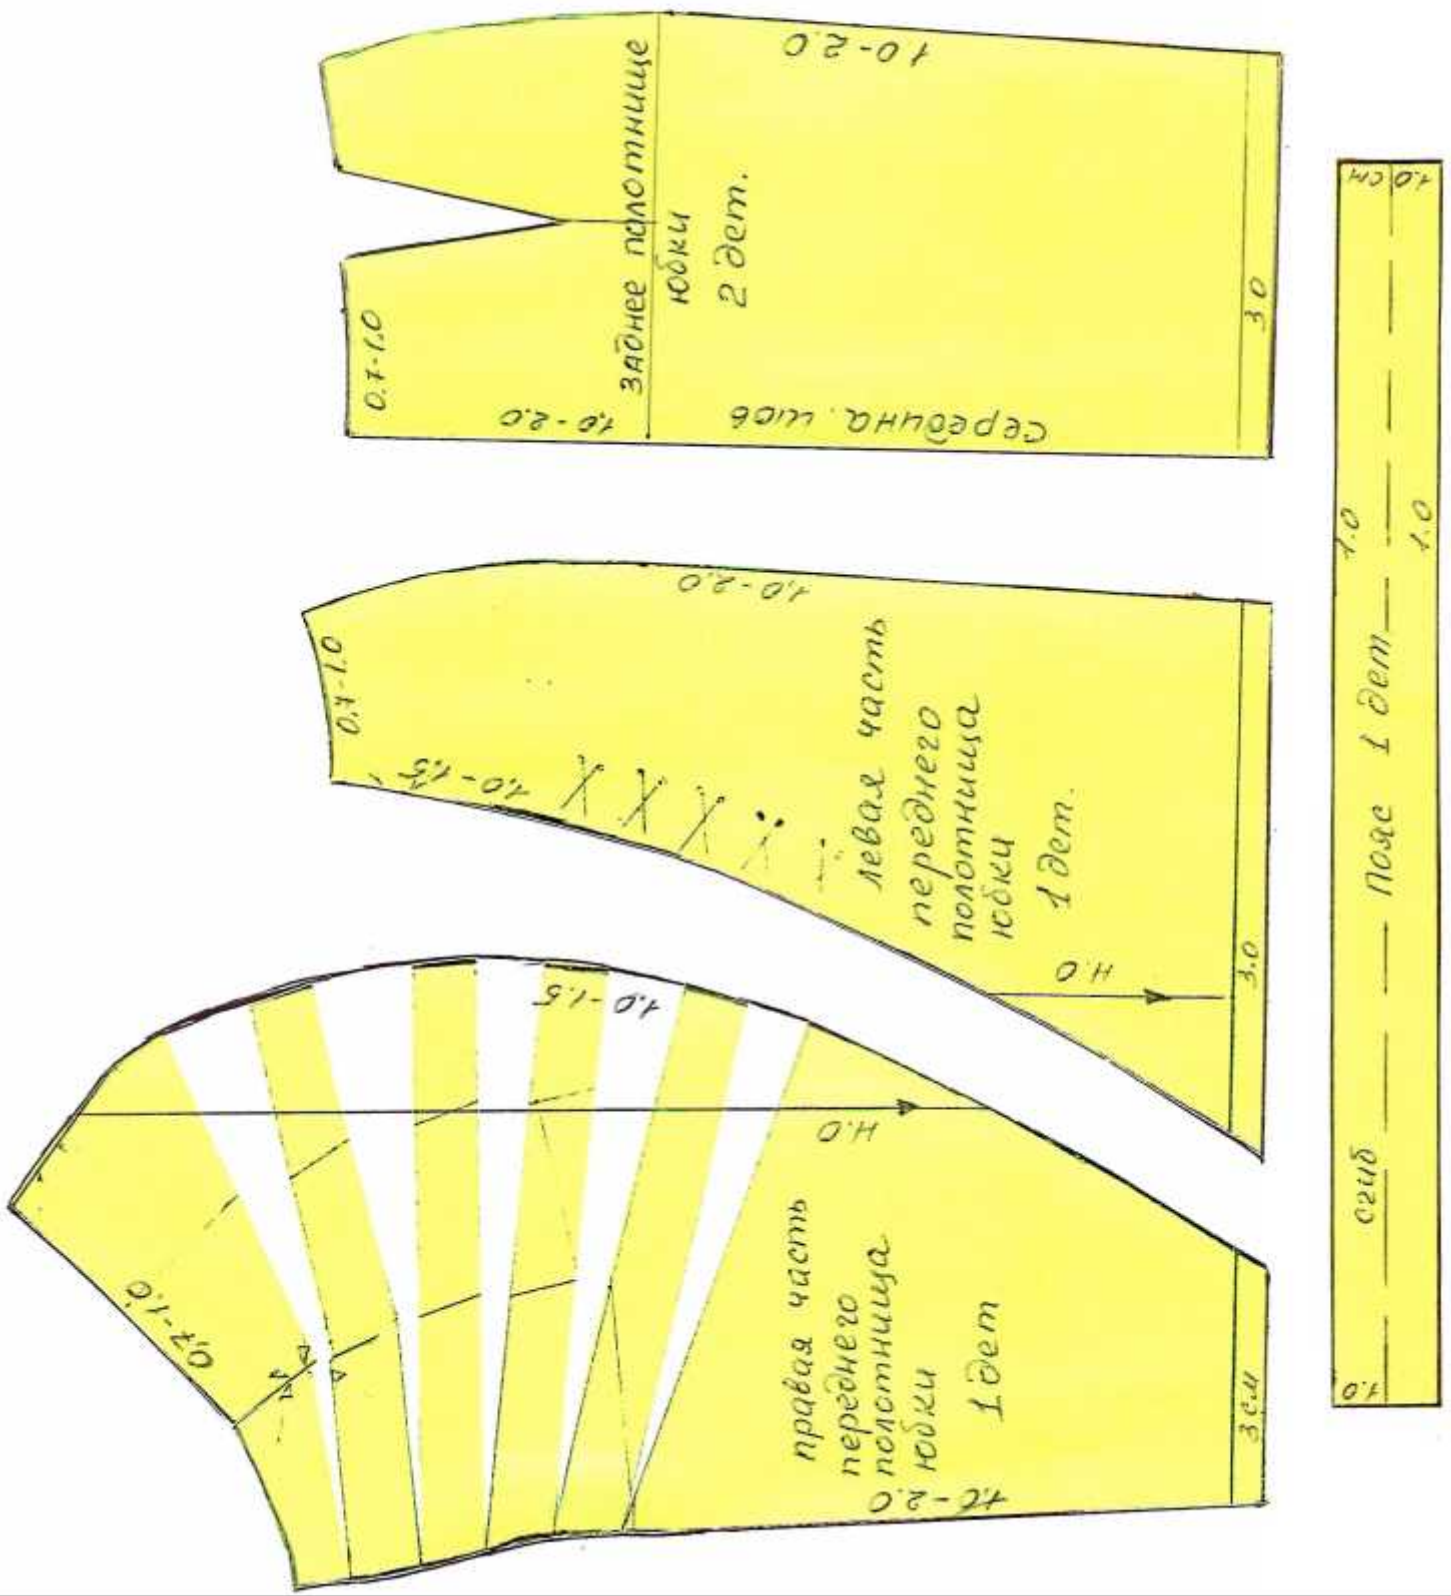 заднее полотнище
юбки
2 дет.
0.7-1.0
1.0-2.0
1.0-2.0
середина. шов
3.0
левая часть
переднего
полотнища
юбки
1 дет.
0.7-1.0
1.0-1.5
1.0-2.0
Н.О
3.0
правая часть
переднего
полотнища
юбки
1 дет
0,7-1,0
1.0-1.5
1.0-2.0
Н.О
3 см
сгиб
Пояс 1 дет
1.0
1.0
1.0
1.0 см